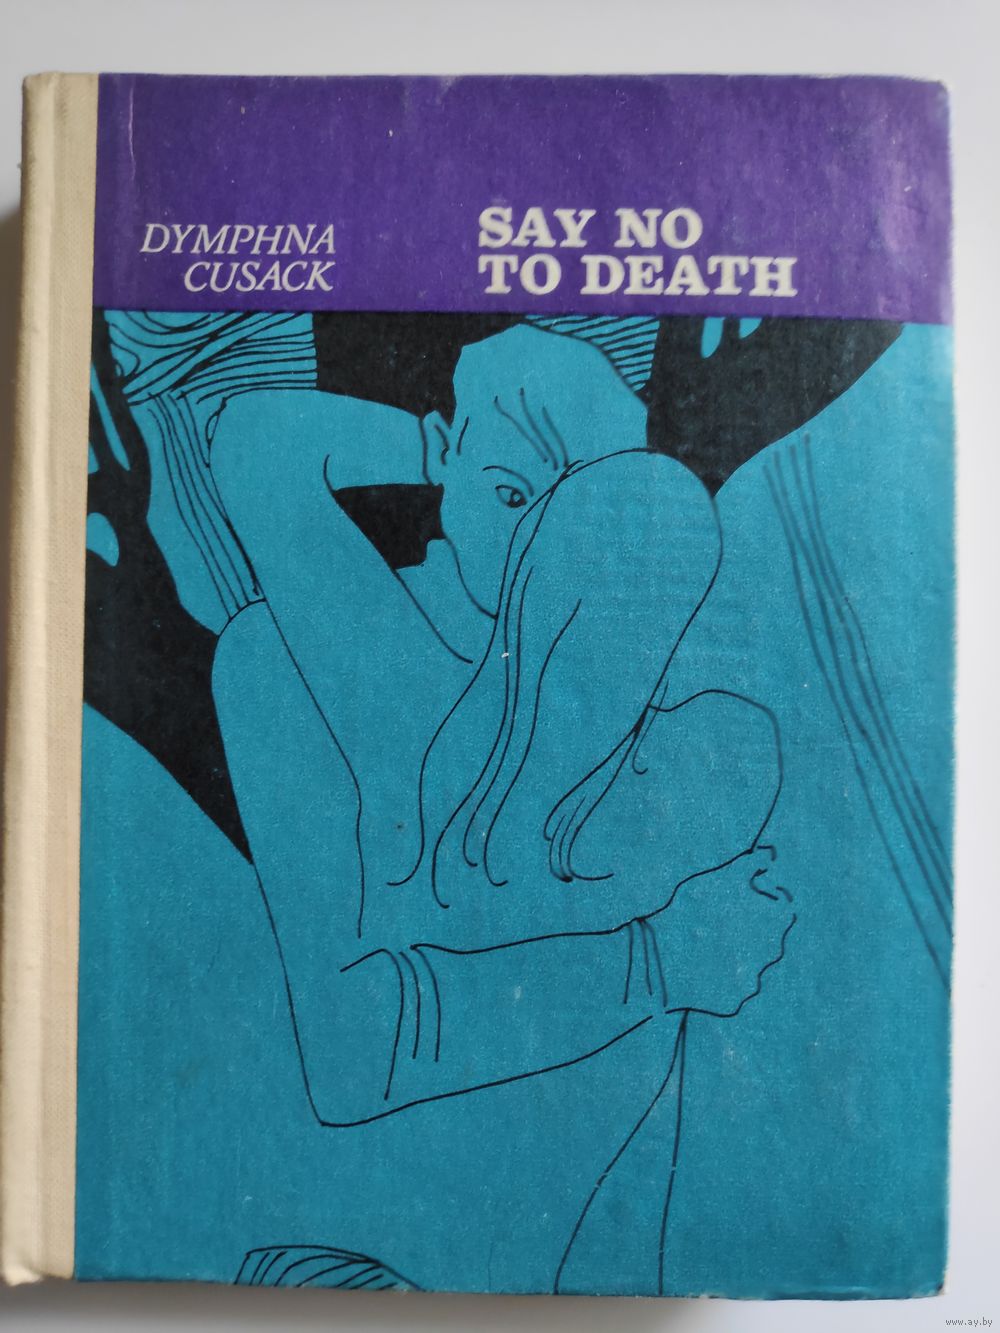 DYMPHNA
CUSACK
SAY NO
TO DEATH
www.ay.by